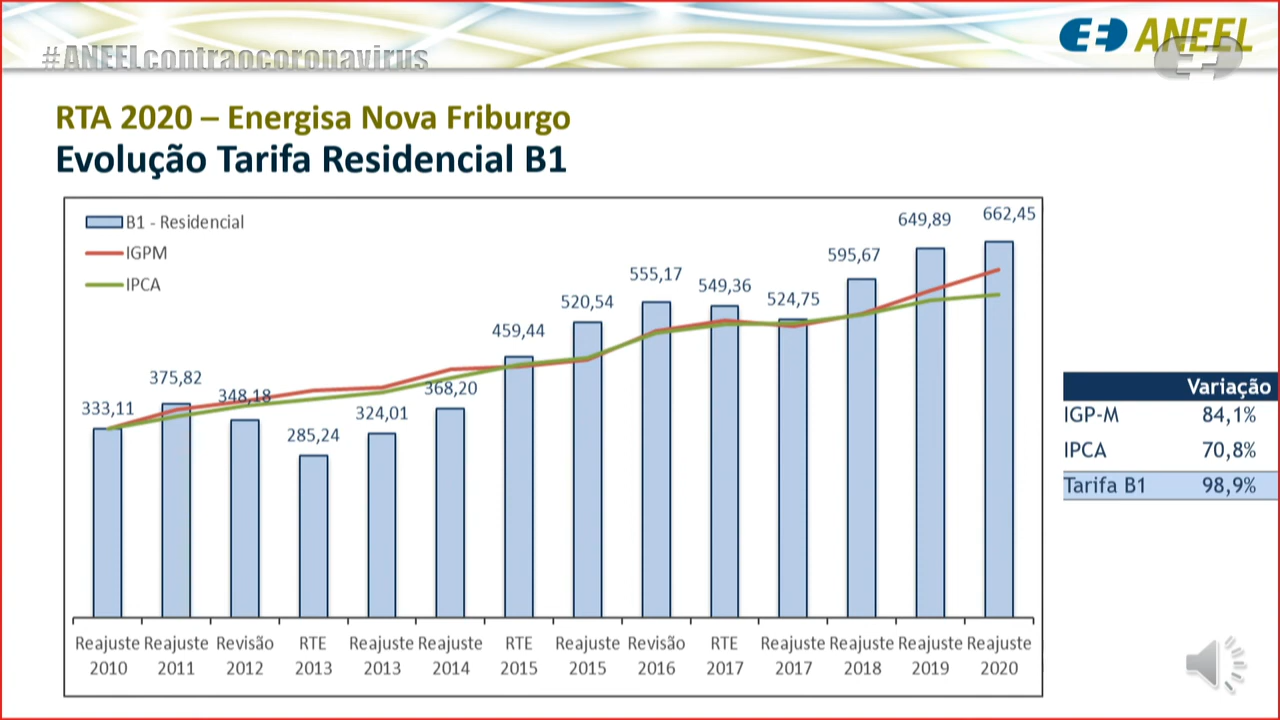 #ANEELcontraocoronavirus
ANEEL
RTA 2020 – Energisa Nova Friburgo
Evolução Tarifa Residencial B1
B1 - Residencial
IGPM
IPCA
333,11
375,82
348,18
285,24
324,01
368,20
459,44
520,54
555,17
549,36
524,75
595,67
649,89
662,45
Reajuste 2010
Reajuste 2011
Revisão 2012
RTE 2013
Reajuste 2013
Reajuste 2014
RTE 2015
Reajuste 2015
Revisão 2016
RTE 2017
Reajuste 2017
Reajuste 2018
Reajuste 2019
Reajuste 2020
Variação
IGP-M 84,1%
IPCA 70,8%
Tarifa B1 98,9%